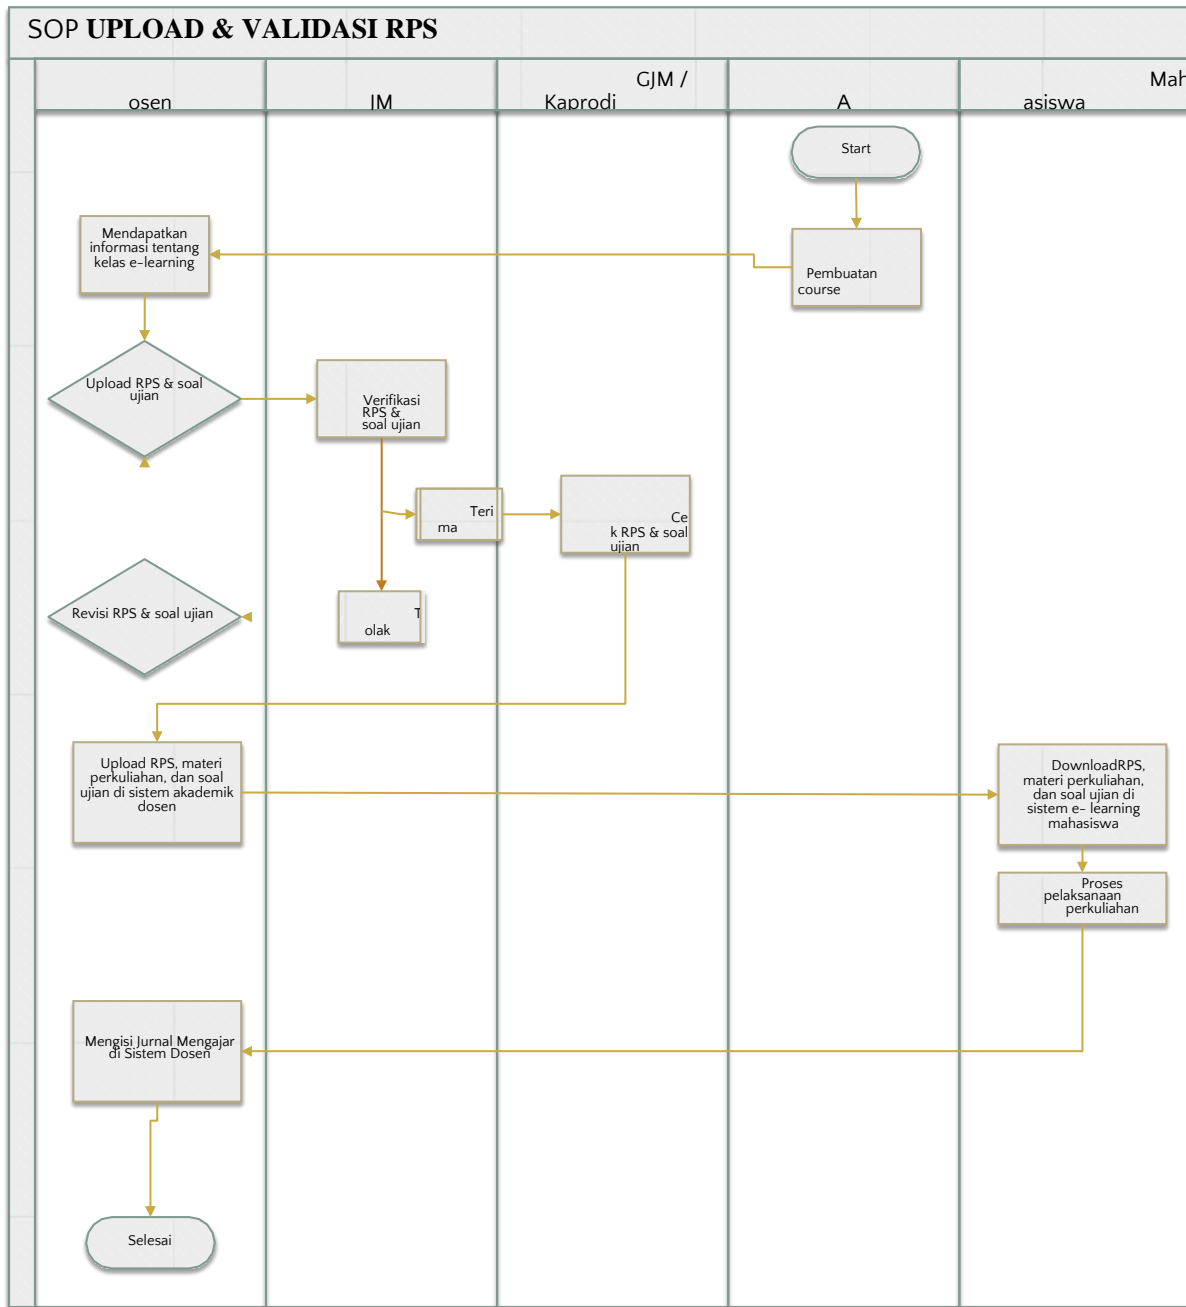 SOP UPLOAD & VALIDASI RPS
osen
JM
GJM /
Kaprodi
A
Mah
asiswa
Start
Mendapatkan
informasi tentang
kelas e-learning
Pembuatan
course
Upload RPS & soal
ujian
Verifikasi
RPS &
soal ujian
Teri
ma
Ce
k RPS & soal
ujian
Revisi RPS & soal ujian
T
olak
Upload RPS, materi
perkuliahan, dan soal
ujian di sistem akademik
dosen
DownloadRPS,
materi perkuliahan,
dan soal ujian di
sistem e- learning
mahasiswa
Proses
pelaksanaan
perkuliahan
Mengisi Jurnal Mengajar
di Sistem Dosen
Selesai